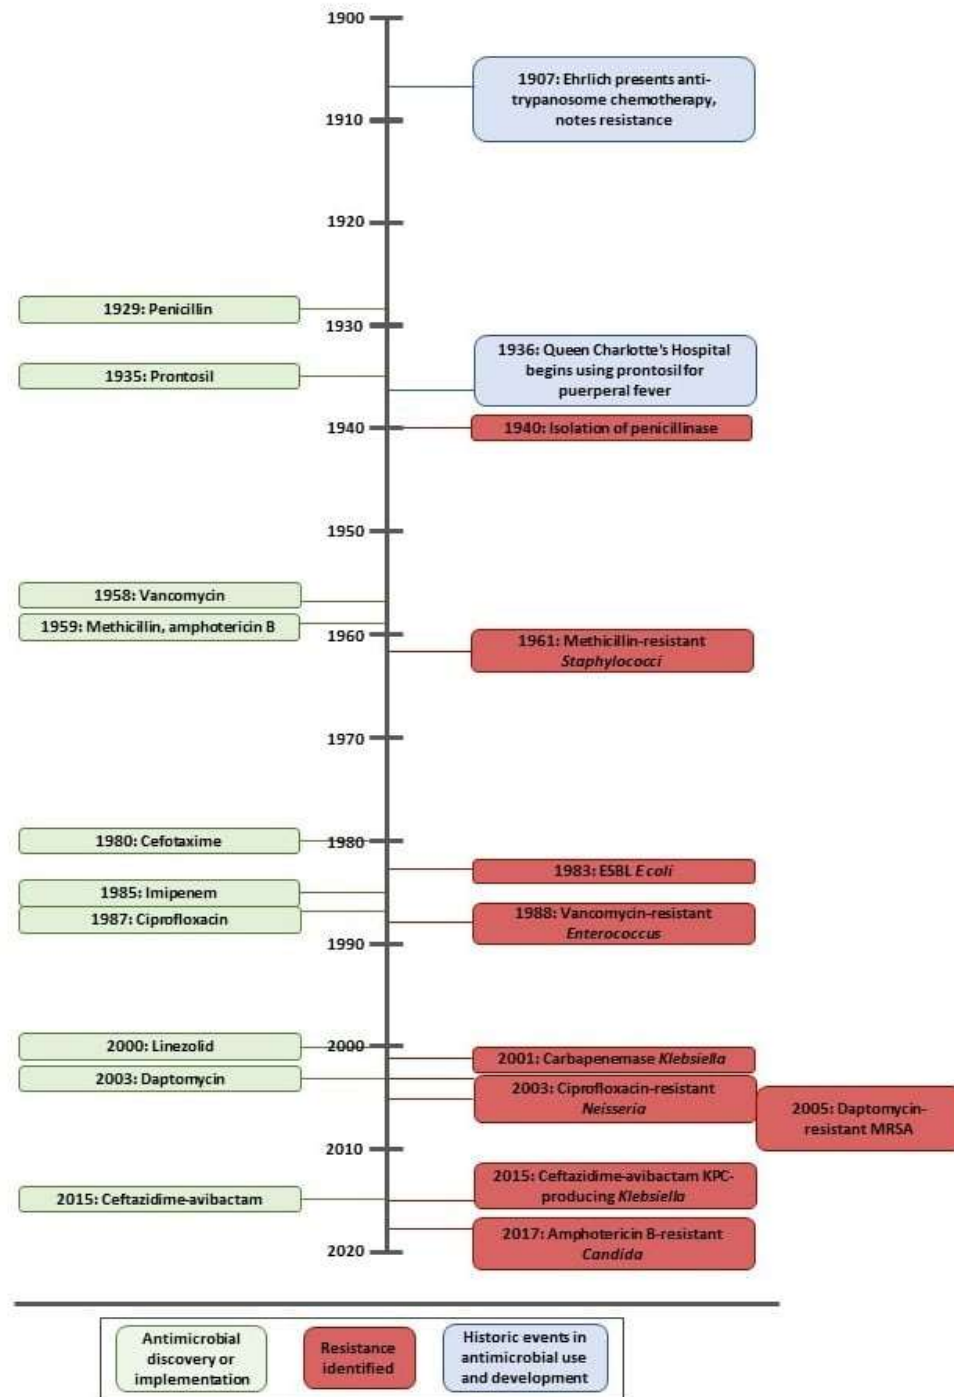 1900
1907: Ehrlich presents anti-
trypanosome chemotherapy,
notes resistance
1910
1920
1929: Penicillin
1930
1936: Queen Charlotte's Hospital
begins using prontosil for
puerperal fever
1935: Prontosil
1940
1940: Isolation of penicillinase
1950
1958: Vancomycin
1959: Methicillin, amphotericin B
1960
1961: Methicillin-resistant
Staphylococci
1970
1980: Cefotaxime
1980
1983: ESBL E coli
1985: Imipenem
1987: Ciprofloxacin
1988: Vancomycin-resistant
Enterococcus
1990
2000: Linezolid
2000
2001: Carbapenemase Klebsiella
2003: Daptomycin
2003: Ciprofloxacin-resistant
Neisseria
2005: Daptomycin-
resistant MRSA
2010
2015: Ceftazidime-avibactam
2015: Ceftazidime-avibactam KPC-
producing Klebsiella
2017: Amphotericin B-resistant
Candida
2020
Antimicrobial
discovery or
implementation
Resistance
identified
Historic events in
antimicrobial use
and development